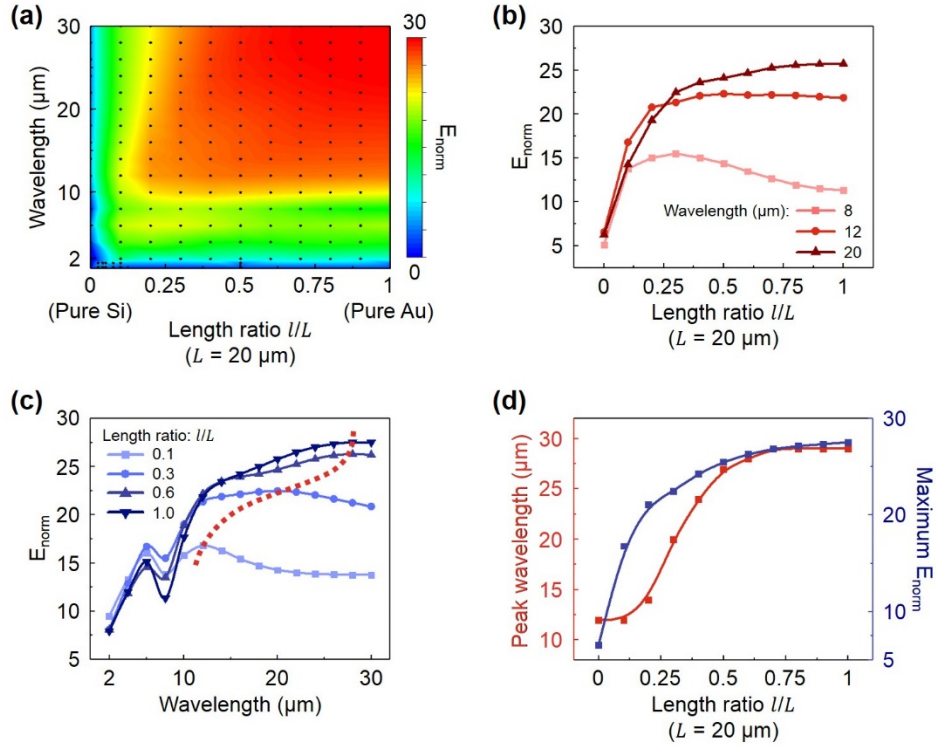 (a)
30
25
20
15
10
2
Wavelength (μm)
0
0.25
0.5
0.75
1
(Pure Si)
(Pure Au)
Length ratio l/L
(L = 20 μm)
30
E_norm
0
(b)
30
25
20
15
10
5
E_norm
Wavelength (μm):
8
12
20
0
0.25
0.5
0.75
1
Length ratio l/L
(L = 20 μm)
(c)
30
25
20
15
10
5
E_norm
Length ratio: l/L
0.1
0.3
0.6
1.0
2
10
20
30
Wavelength (μm)
(d)
30
25
20
15
10
Peak wavelength (μm)
30
25
20
15
10
5
Maximum E_norm
0
0.25
0.5
0.75
1
Length ratio l/L
(L = 20 μm)